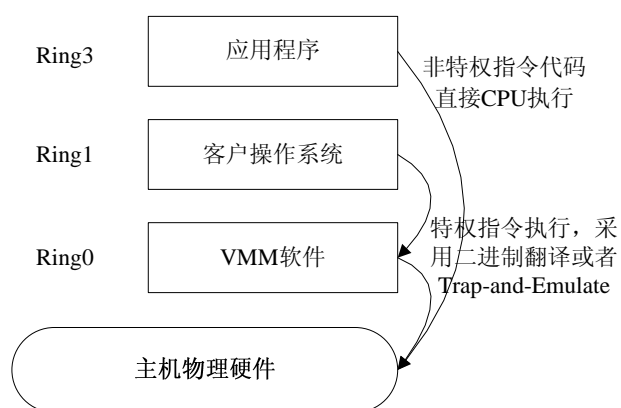 Ring3
应用程序
非特权指令代码
直接CPU执行
Ring1
客户操作系统
Ring0
VMM软件
特权指令执行，采
用二进制翻译或者
Trap-and-Emulate
主机物理硬件